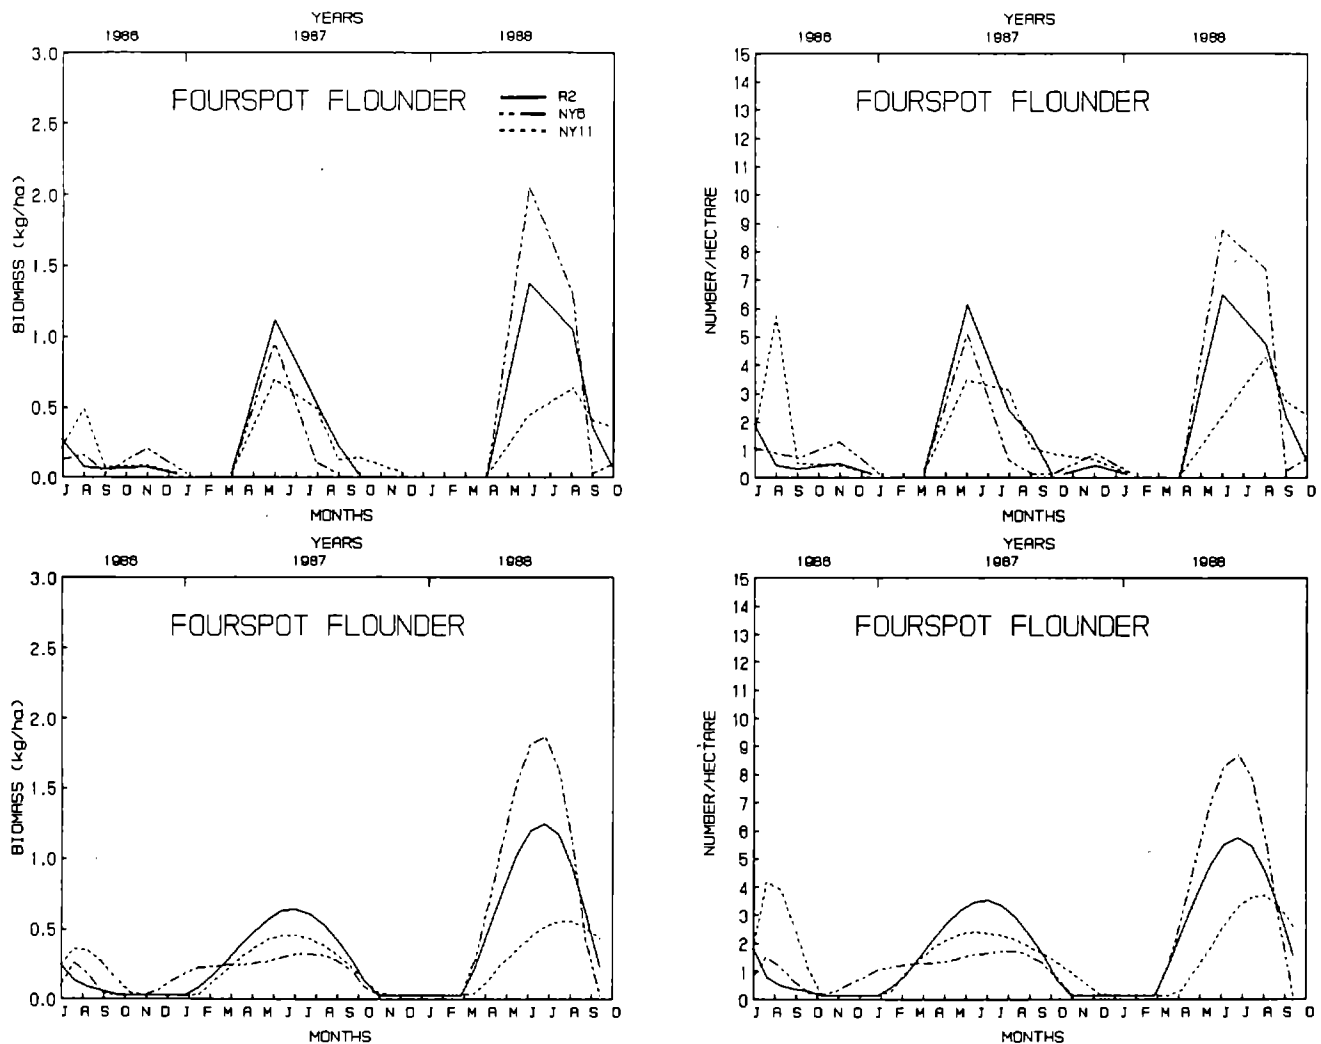 YEARS
1986 1987 1988
3.0
2.5
2.0
1.5
1.0
0.5
0.0
BIOMASS (kg/ha)
FOURSPOT FLOUNDER
R2
NY6
NY11
J A S O N D J F M A M J J A S O N D J F M A M J J A S O
MONTHS
YEARS
1986 1987 1988
15
14
13
12
11
10
9
8
7
6
5
4
3
2
1
0
NUMBER/HECTARE
FOURSPOT FLOUNDER
J A S O N D J F M A M J J A S O N D J F M A M J J A S O
MONTHS
YEARS
1986 1987 1988
3.0
2.5
2.0
1.5
1.0
0.5
0.0
BIOMASS (kg/ha)
FOURSPOT FLOUNDER
J A S O N D J F M A M J J A S O N D J F M A M J J A S O
MONTHS
YEARS
1986 1987 1988
15
14
13
12
11
10
9
8
7
6
5
4
3
2
1
0
NUMBER/HECTARE
FOURSPOT FLOUNDER
J A S O N D J F M A M J J A S O N D J F M A M J J A S O
MONTHS